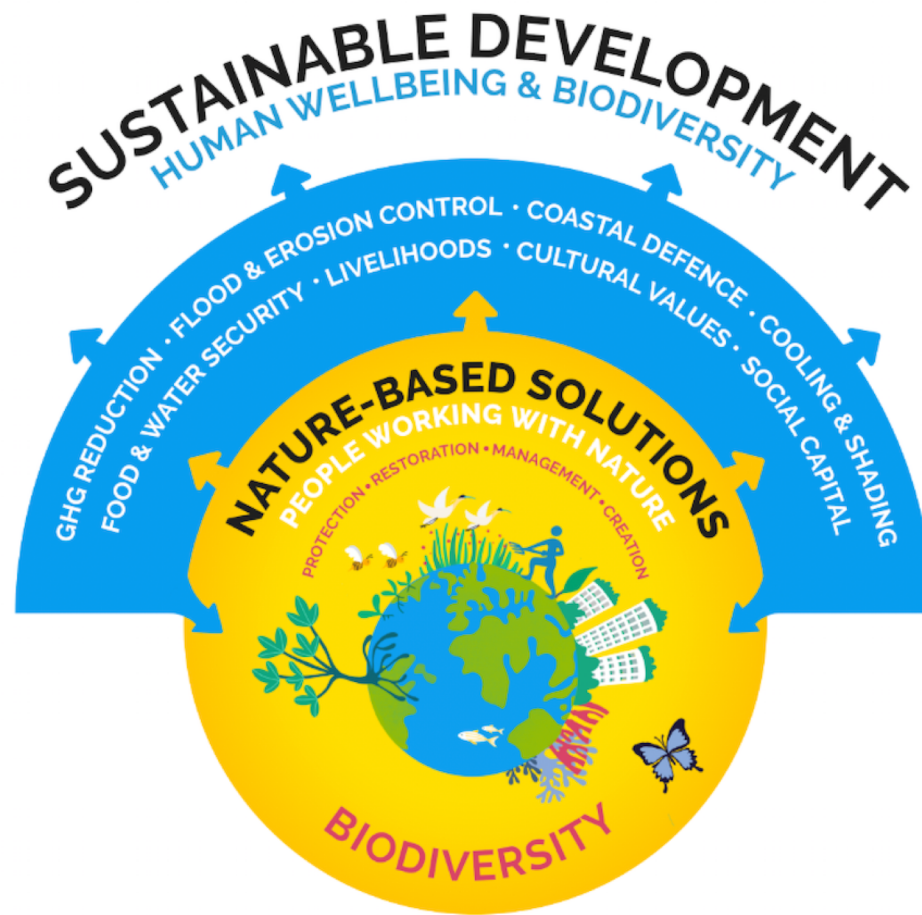 SUSTAINABLE DEVELOPMENT
HUMAN WELLBEING & BIODIVERSITY
GHG REDUCTION · FLOOD & EROSION CONTROL · COASTAL DEFENCE · COOLING & SHADING
FOOD & WATER SECURITY · LIVELIHOODS · CULTURAL VALUES · SOCIAL CAPITAL
NATURE-BASED SOLUTIONS
PEOPLE WORKING WITH NATURE
PROTECTION • RESTORATION • MANAGEMENT • CREATION
BIODIVERSITY